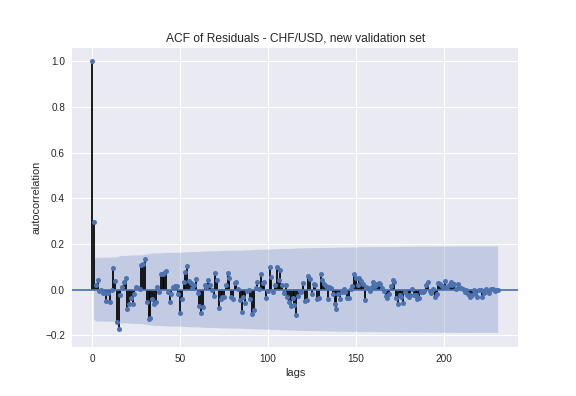 ACF of Residuals - CHF/USD, new validation set
1.0
0.8
0.6
0.4
0.2
0.0
−0.2
autocorrelation
0 50 100 150 200
lags